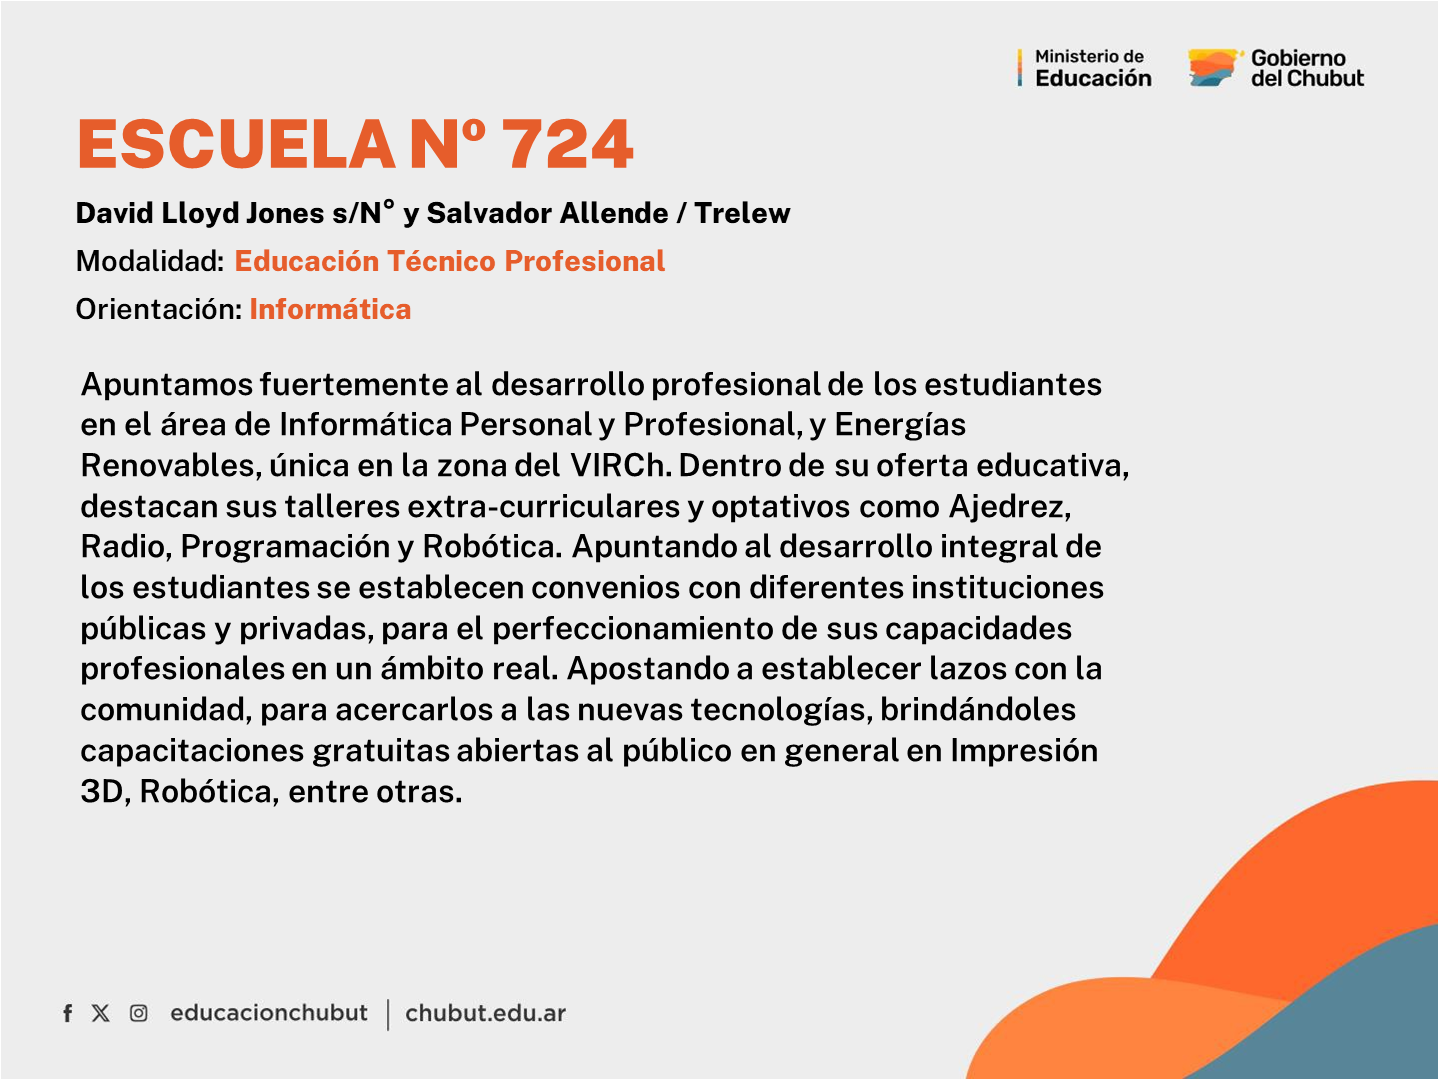 Ministerio de
Educación
Gobierno
del Chubut
ESCUELA Nº 724
David Lloyd Jones s/N° y Salvador Allende / Trelew
Modalidad: Educación Técnico Profesional
Orientación: Informática
Apuntamos fuertemente al desarrollo profesional de los estudiantes
en el área de Informática Personal y Profesional, y Energías
Renovables, única en la zona del VIRCh. Dentro de su oferta educativa,
destacan sus talleres extra-curriculares y optativos como Ajedrez,
Radio, Programación y Robótica. Apuntando al desarrollo integral de
los estudiantes se establecen convenios con diferentes instituciones
públicas y privadas, para el perfeccionamiento de sus capacidades
profesionales en un ámbito real. Apostando a establecer lazos con la
comunidad, para acercarlos a las nuevas tecnologías, brindándoles
capacitaciones gratuitas abiertas al público en general en Impresión
3D, Robótica, entre otras.
educacionchubut | chubut.edu.ar